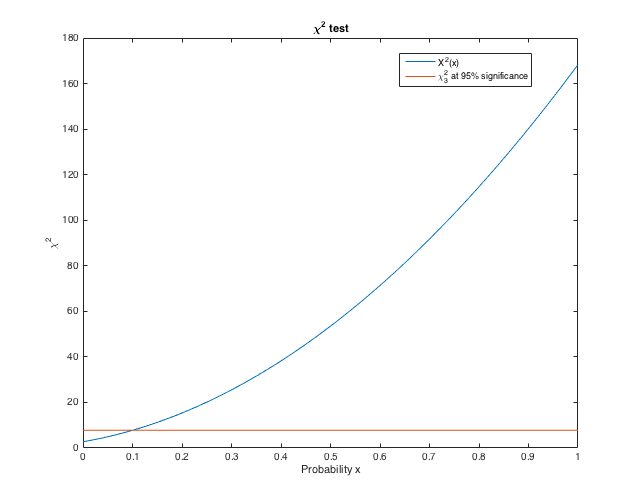 χ² test
X²(x)
χ₃² at 95% significance
180
160
140
120
100
80
60
40
20
0
χ²
0 0.1 0.2 0.3 0.4 0.5 0.6 0.7 0.8 0.9 1
Probability x